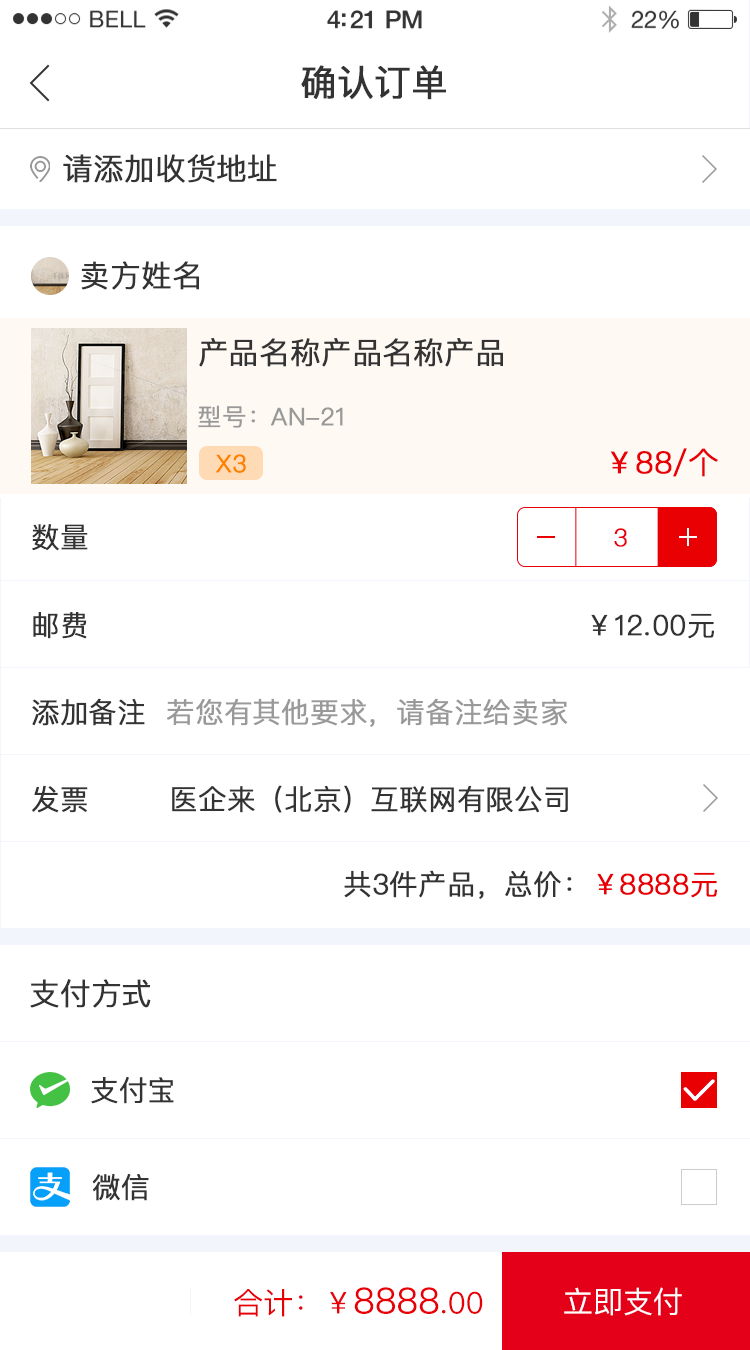 BELL 4:21 PM 22%
确认订单
请添加收货地址
卖方姓名
产品名称产品名称产品
型号：AN-21
X3 ¥88/个
数量 3
邮费 ¥12.00元
添加备注 若您有其他要求，请备注给卖家
发票 医企来（北京）互联网有限公司
共3件产品，总价：¥8888元
支付方式
支付宝
支 微信
合计：¥8888.00 立即支付